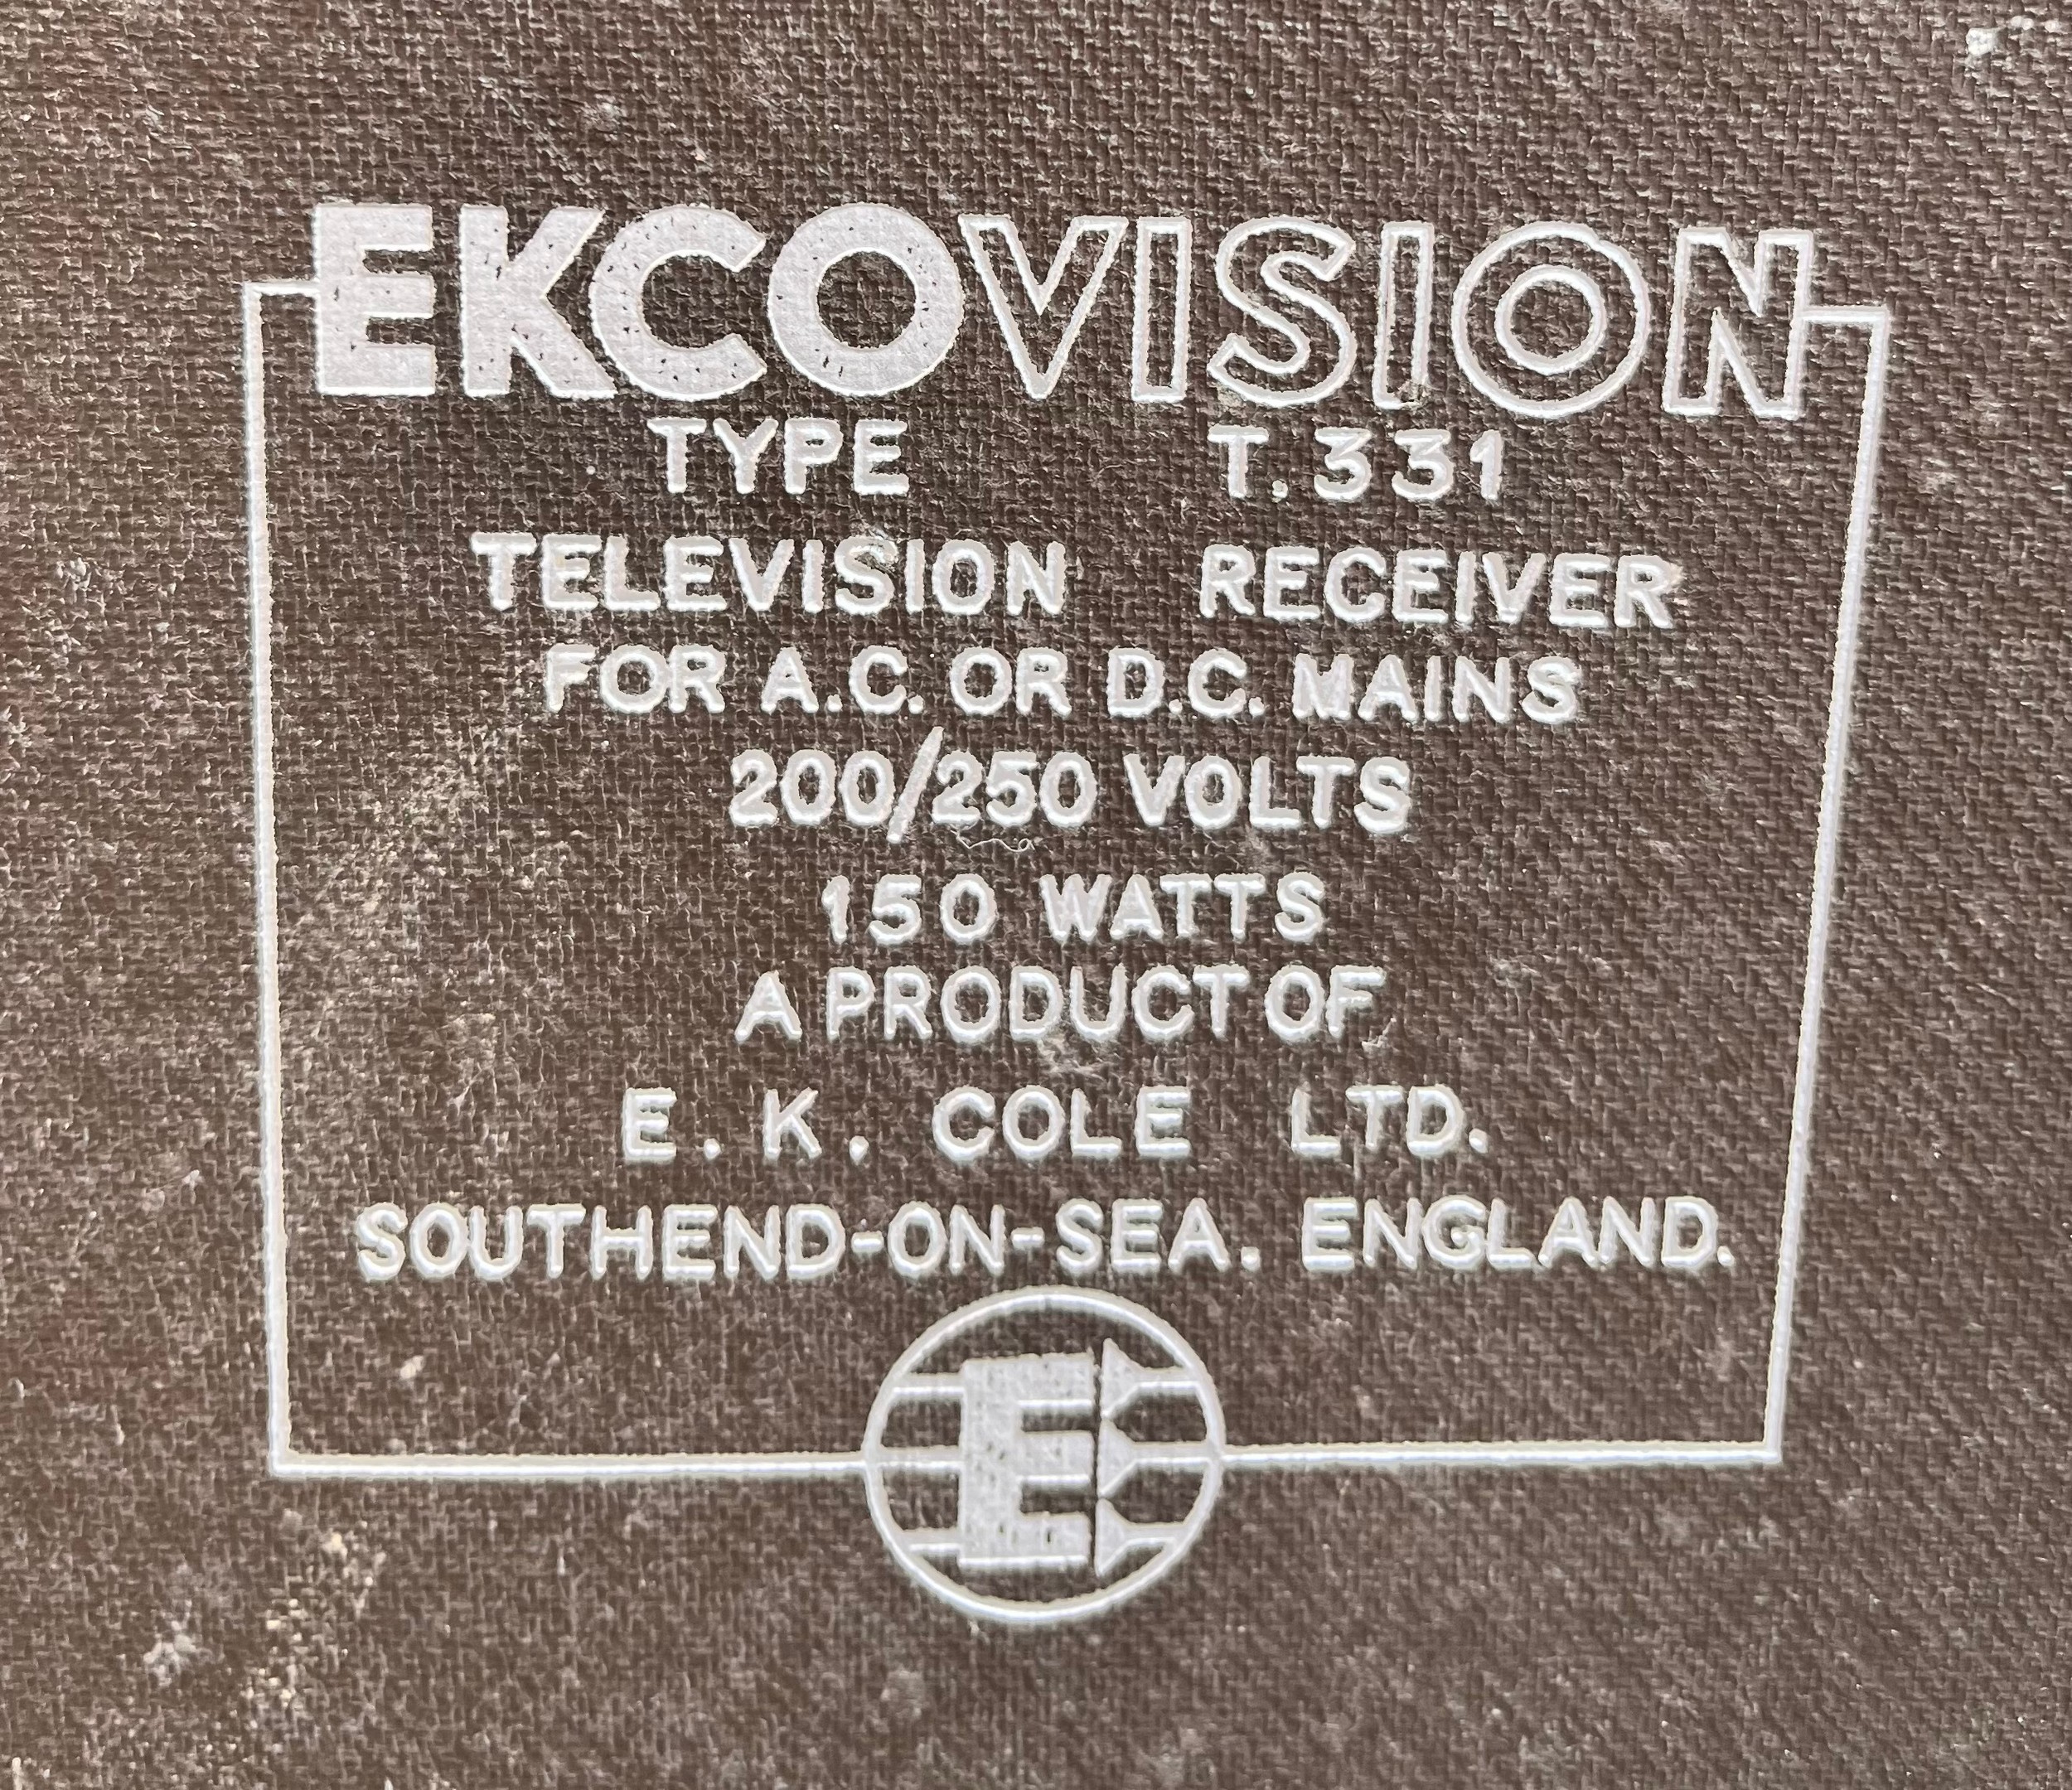 EKCOVISION
TYPE T.331
TELEVISION RECEIVER
FOR A.C. OR D.C. MAINS
200/250 VOLTS
150 WATTS
A PRODUCT OF
E. K. COLE LTD.
SOUTHEND-ON-SEA. ENGLAND.
E